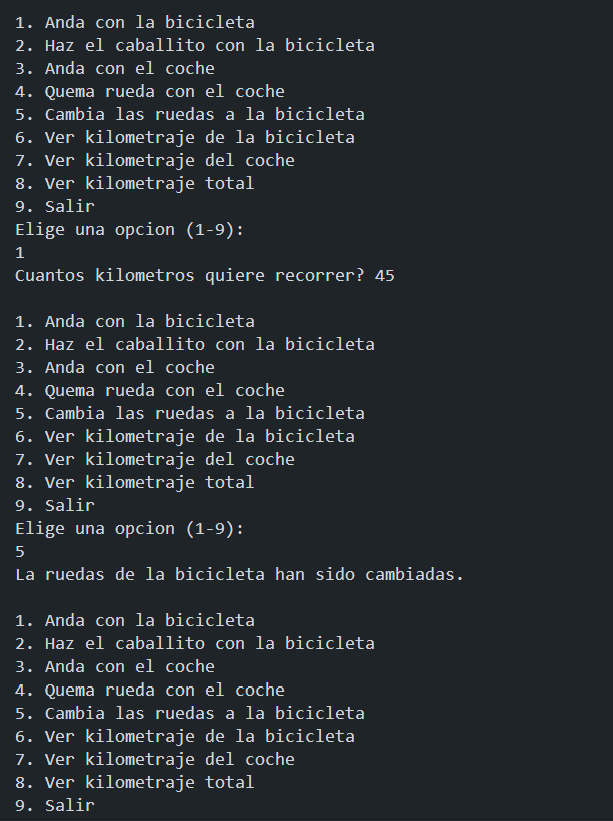 1. Anda con la bicicleta
2. Haz el caballito con la bicicleta
3. Anda con el coche
4. Quema rueda con el coche
5. Cambia las ruedas a la bicicleta
6. Ver kilometraje de la bicicleta
7. Ver kilometraje del coche
8. Ver kilometraje total
9. Salir
Elige una opcion (1-9):
1
Cuantos kilometros quiere recorrer? 45

1. Anda con la bicicleta
2. Haz el caballito con la bicicleta
3. Anda con el coche
4. Quema rueda con el coche
5. Cambia las ruedas a la bicicleta
6. Ver kilometraje de la bicicleta
7. Ver kilometraje del coche
8. Ver kilometraje total
9. Salir
Elige una opcion (1-9):
5
La ruedas de la bicicleta han sido cambiadas.

1. Anda con la bicicleta
2. Haz el caballito con la bicicleta
3. Anda con el coche
4. Quema rueda con el coche
5. Cambia las ruedas a la bicicleta
6. Ver kilometraje de la bicicleta
7. Ver kilometraje del coche
8. Ver kilometraje total
9. Salir